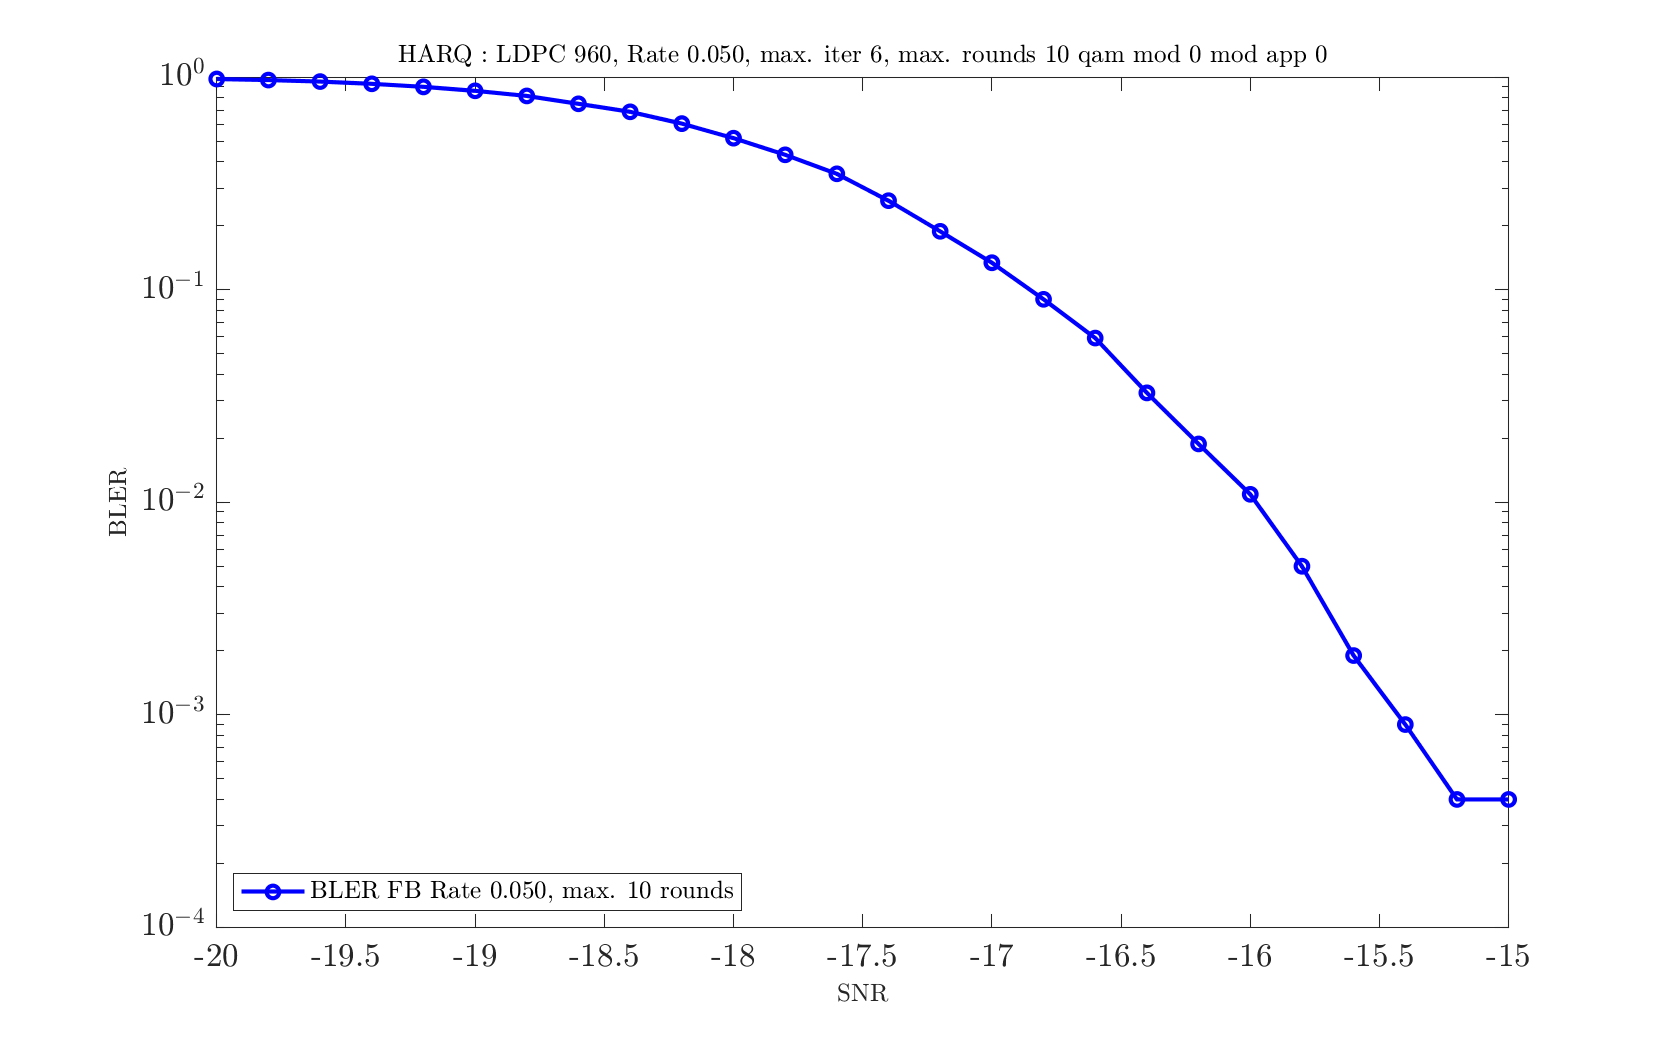 HARQ : LDPC 960, Rate 0.050, max. iter 6, max. rounds 10 qam mod 0 mod app 0
10^0
10^-1
10^-2
10^-3
10^-4
BLER
BLER FB Rate 0.050, max. 10 rounds
-20 -19.5 -19 -18.5 -18 -17.5 -17 -16.5 -16 -15.5 -15
SNR